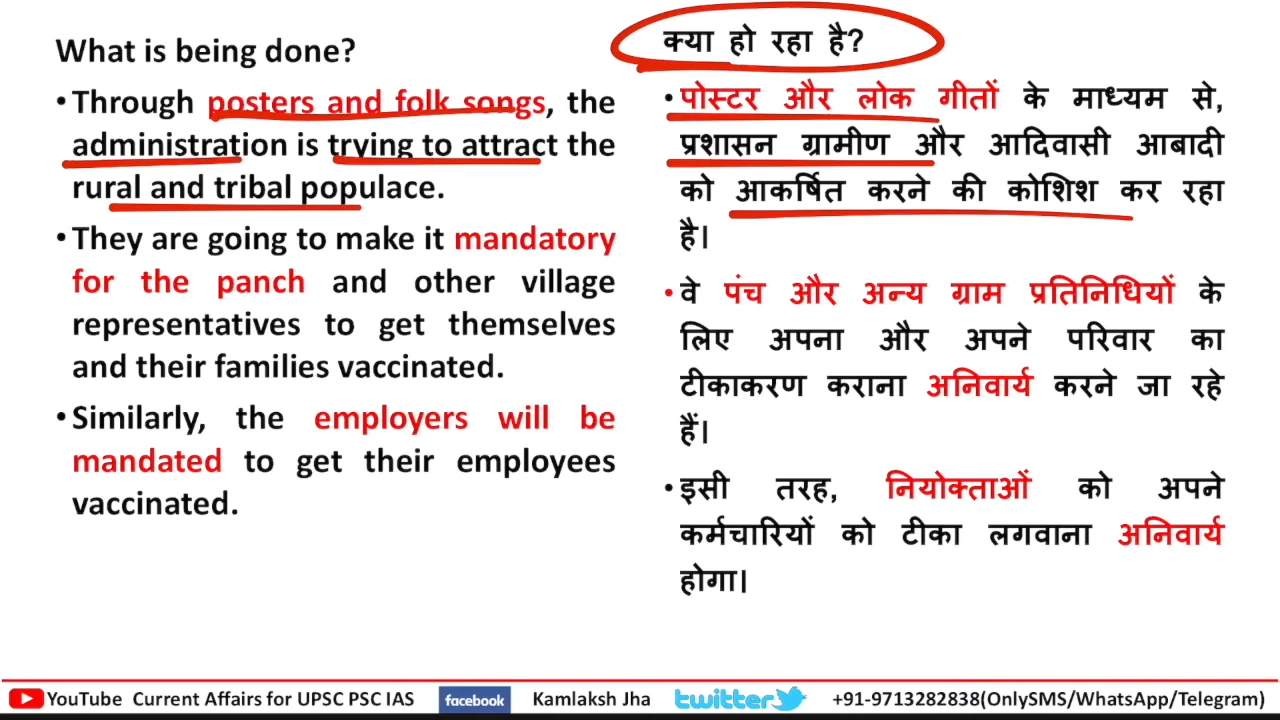 What is being done?
• Through posters and folk songs, the
administration is trying to attract the
rural and tribal populace.
• They are going to make it mandatory
for the panch and other village
representatives to get themselves
and their families vaccinated.
• Similarly, the employers will be
mandated to get their employees
vaccinated.
क्या हो रहा है?
• पोस्टर और लोक गीतों के माध्यम से,
प्रशासन ग्रामीण और आदिवासी आबादी
को आकर्षित करने की कोशिश कर रहा
है।
• वे पंच और अन्य ग्राम प्रतिनिधियों के
लिए अपना और अपने परिवार का
टीकाकरण कराना अनिवार्य करने जा रहे
हैं।
• इसी तरह, नियोक्ताओं को अपने
कर्मचारियों को टीका लगवाना अनिवार्य
होगा।
YouTube Current Affairs for UPSC PSC IAS facebook Kamlaksh Jha twitter +91-9713282838(OnlySMS/WhatsApp/Telegram)